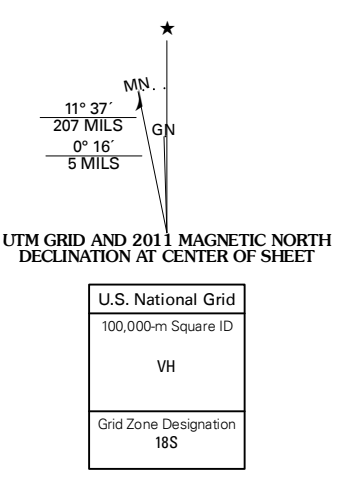 ★
MN
11° 37´
207 MILS
GN
0° 16´
5 MILS
UTM GRID AND 2011 MAGNETIC NORTH
DECLINATION AT CENTER OF SHEET
U.S. National Grid
100,000-m Square ID
VH
Grid Zone Designation
18S